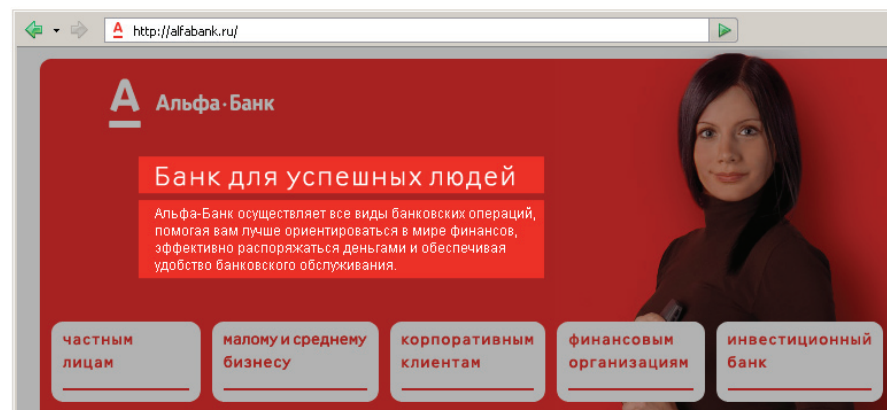 http://alfabank.ru/
Альфа·Банк
Банк для успешных людей
Альфа-Банк осуществляет все виды банковских операций,
помогая вам лучше ориентироваться в мире финансов,
эффективно распоряжаться деньгами и обеспечивая
удобство банковского обслуживания.
частным
лицам
малому и среднему
бизнесу
корпоративным
клиентам
финансовым
организациям
инвестиционный
банк